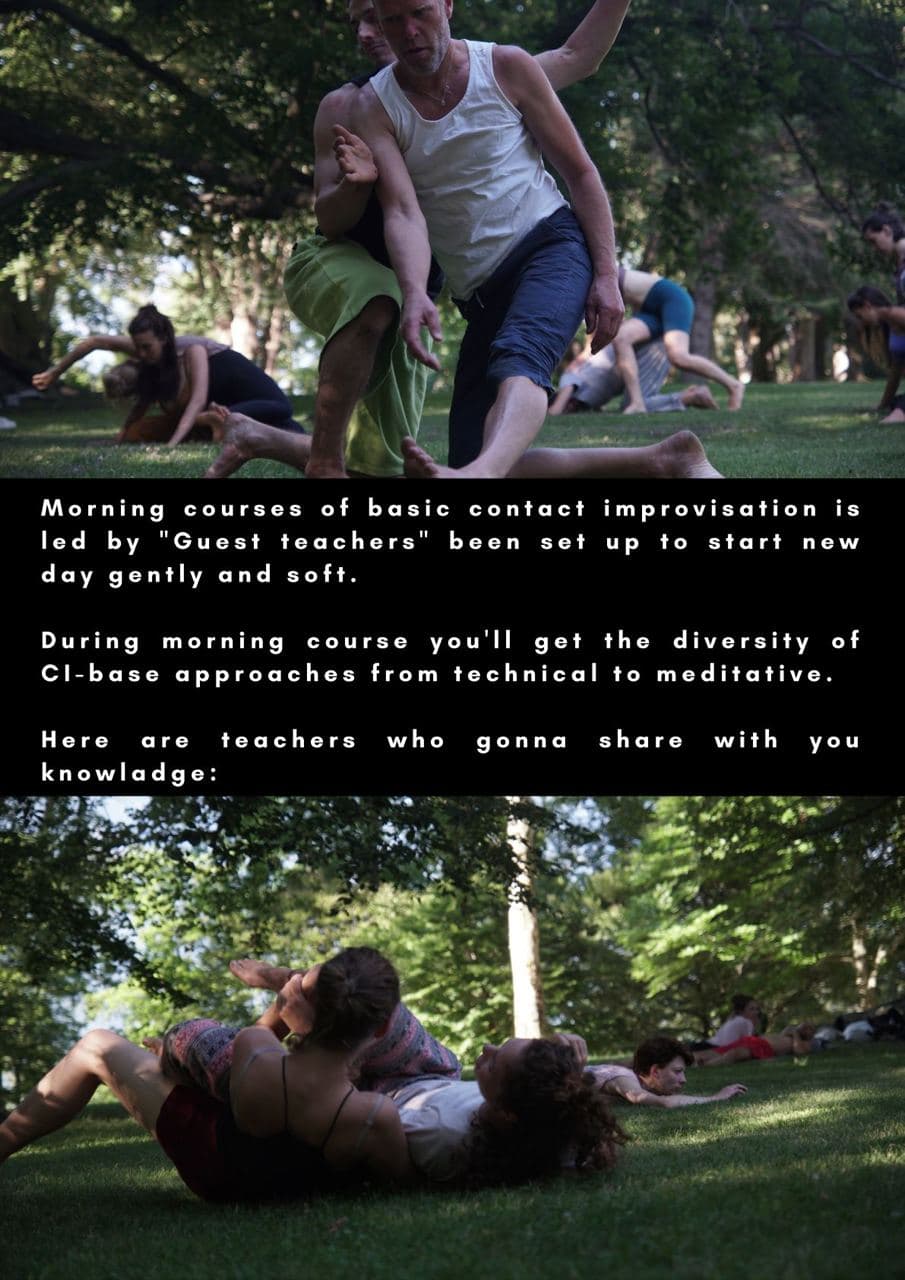 Morning courses of basic contact improvisation is
led by "Guest teachers" been set up to start new
day gently and soft.
During morning course you'll get the diversity of
CI-base approaches from technical to meditative.
Here are teachers who gonna share with you
knowladge: